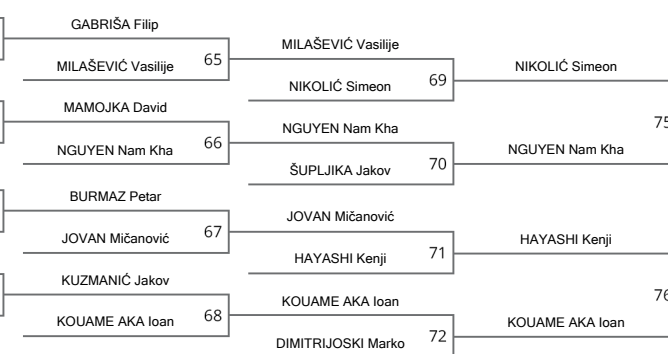 GABRIŠA Filip
MILAŠEVIĆ Vasilije
65
MILAŠEVIĆ Vasilije
NIKOLIĆ Simeon
69
NIKOLIĆ Simeon
MAMOJKA David
NGUYEN Nam Kha
66
NGUYEN Nam Kha
ŠUPLJIKA Jakov
70
NGUYEN Nam Kha
75
BURMAZ Petar
JOVAN Mičanović
67
JOVAN Mičanović
HAYASHI Kenji
71
HAYASHI Kenji
KUZMANIĆ Jakov
KOUAME AKA Ioan
68
KOUAME AKA Ioan
DIMITRIJOSKI Marko
72
KOUAME AKA Ioan
76